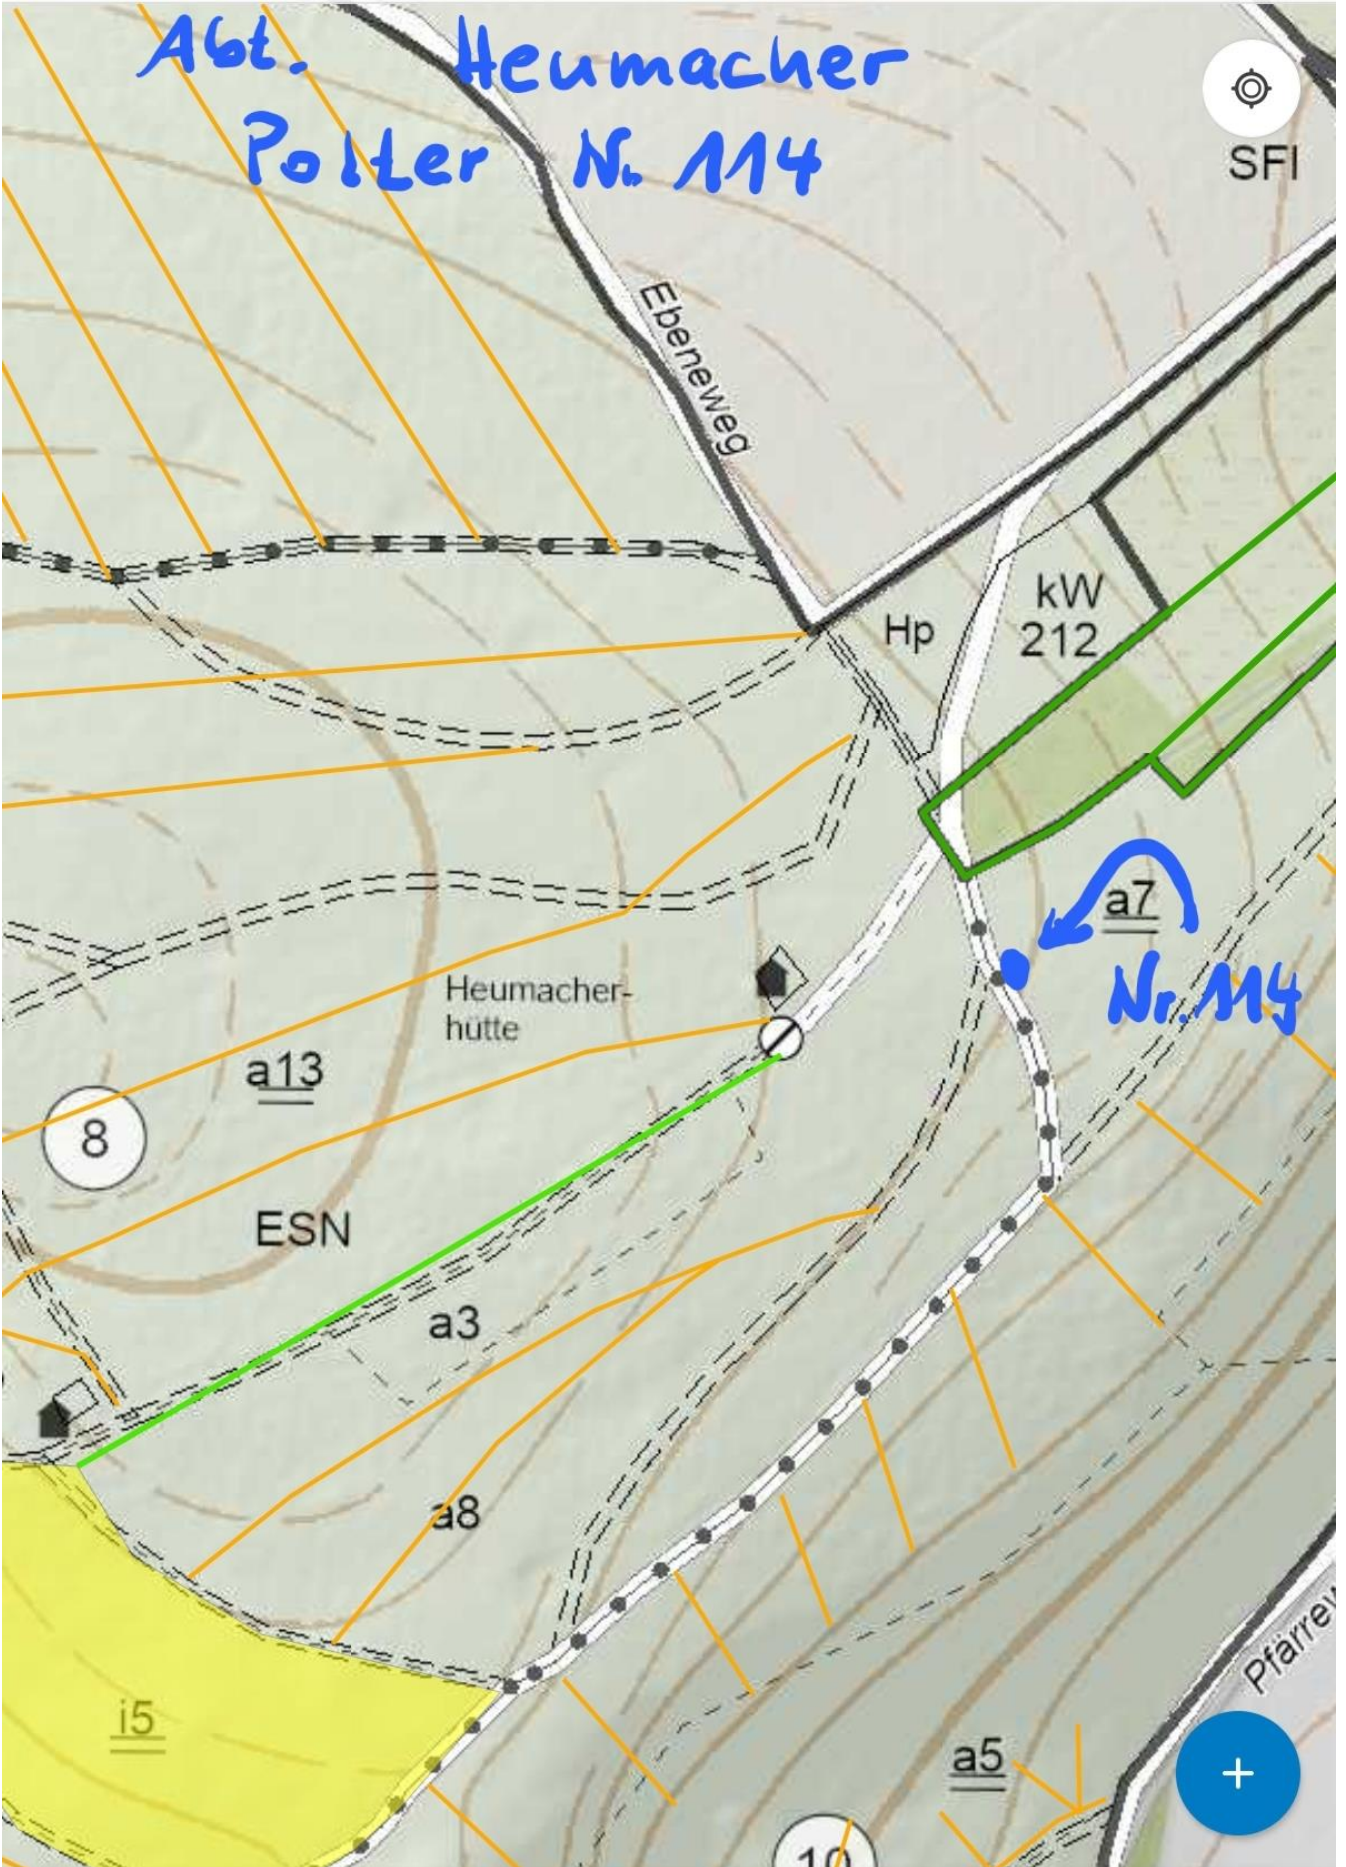 Abt. Heumacher
Polter Nr. 114
SFI
Ebeneweg
kW
212
Hp
a7
Nr. 114
Heumacher-
hütte
a13
8
ESN
a3
a8
i5
a5
10